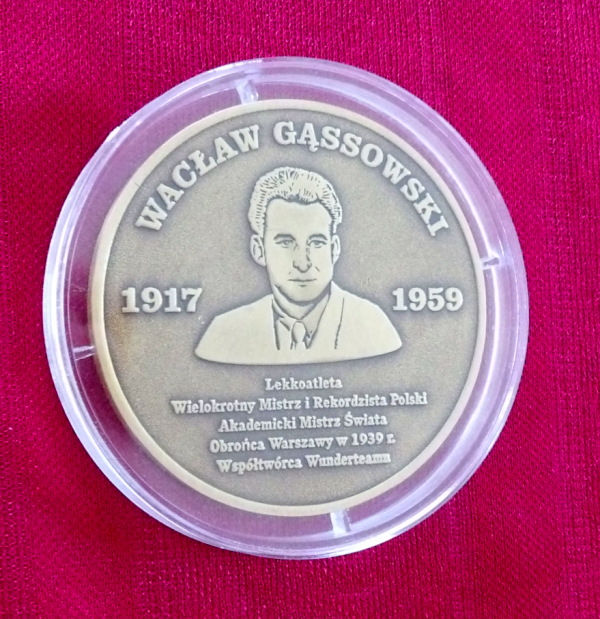 WACŁAW GĄSSOWSKI
1917 1959
Lekkoatleta
Wielokrotny Mistrz i Rekordzista Polski
Akademicki Mistrz Świata
Obrońca Warszawy w 1939 r.
Współtwórca Wunderteamu